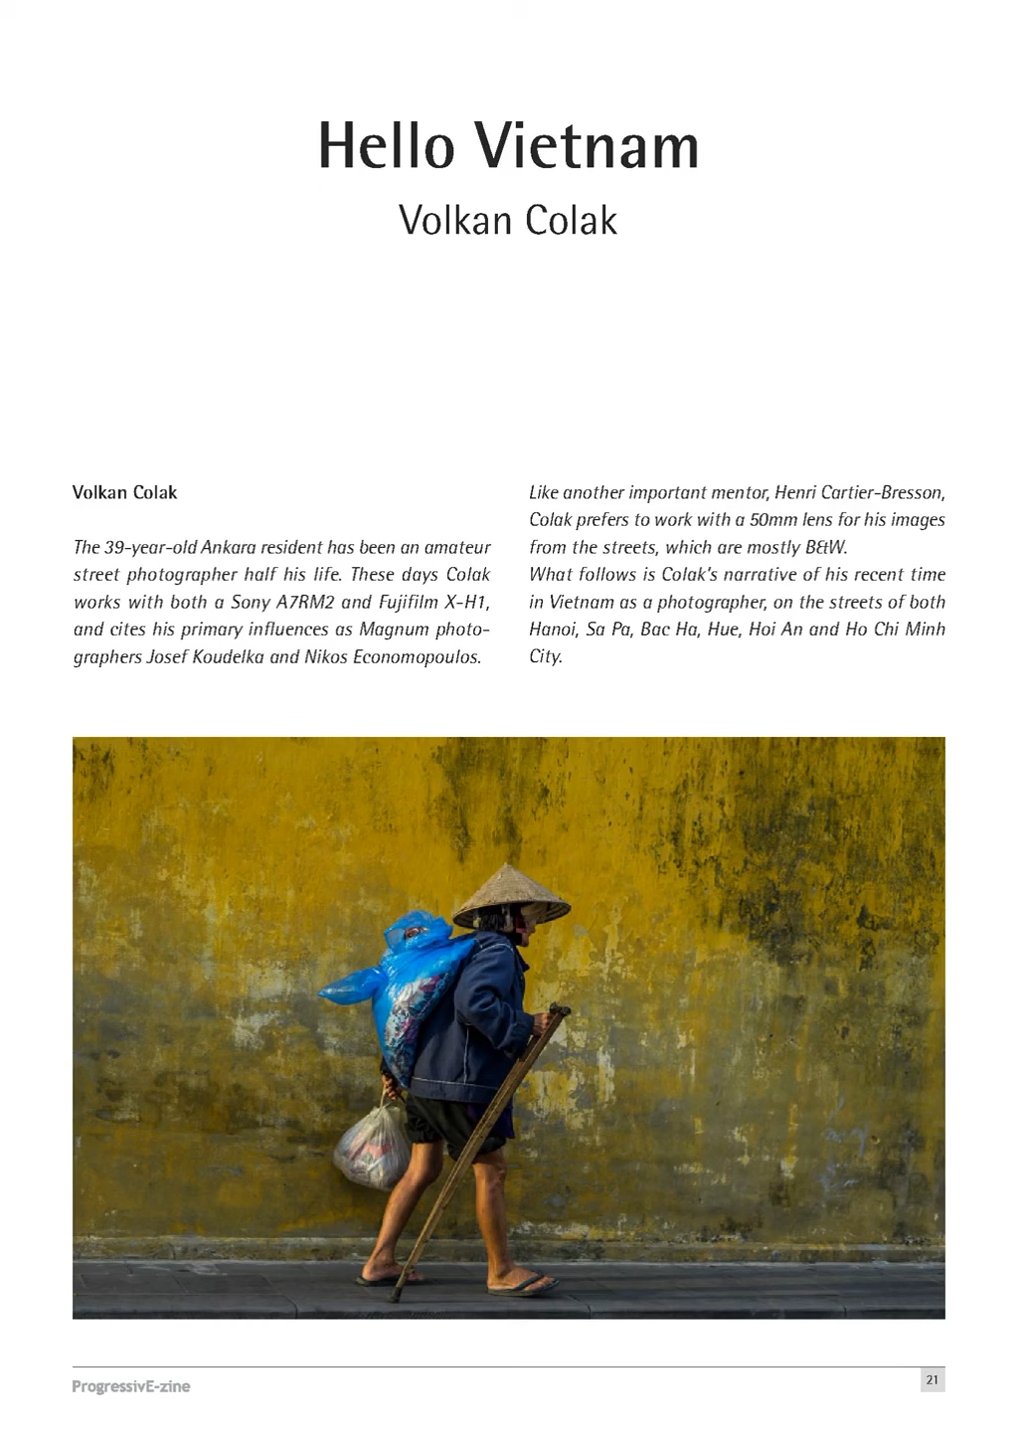 Hello Vietnam
Volkan Colak
Volkan Colak
The 39-year-old Ankara resident has been an amateur
street photographer half his life. These days Colak
works with both a Sony A7RM2 and Fujifilm X-H1,
and cites his primary influences as Magnum photo-
graphers Josef Koudelka and Nikos Economopoulos.
Like another important mentor, Henri Cartier-Bresson,
Colak prefers to work with a 50mm lens for his images
from the streets, which are mostly B&W.
What follows is Colak's narrative of his recent time
in Vietnam as a photographer, on the streets of both
Hanoi, Sa Pa, Bac Ha, Hue, Hoi An and Ho Chi Minh
City.
ProgressivE-zine
21